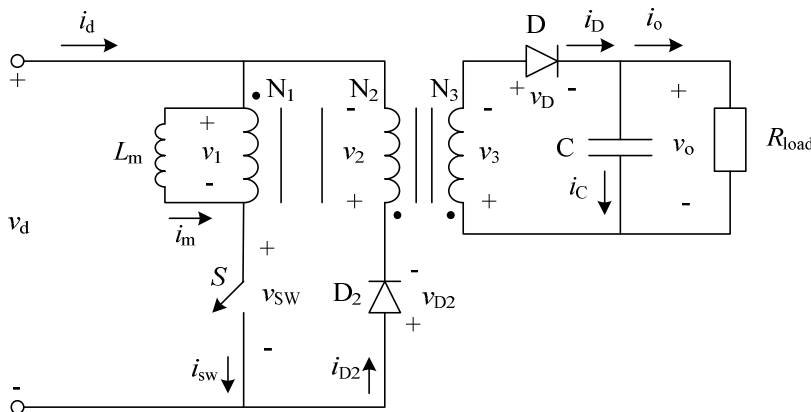 i_d
D
i_D
i_o
+
v_D
-
+
N_1
N_2
N_3
L_m
+
v_1
-
-
v_2
+
-
v_3
+
C
i_C
+
v_o
-
R_load
i_m
v_d
S
+
v_SW
-
D_2
-
v_D2
+
i_sw
i_D2
-